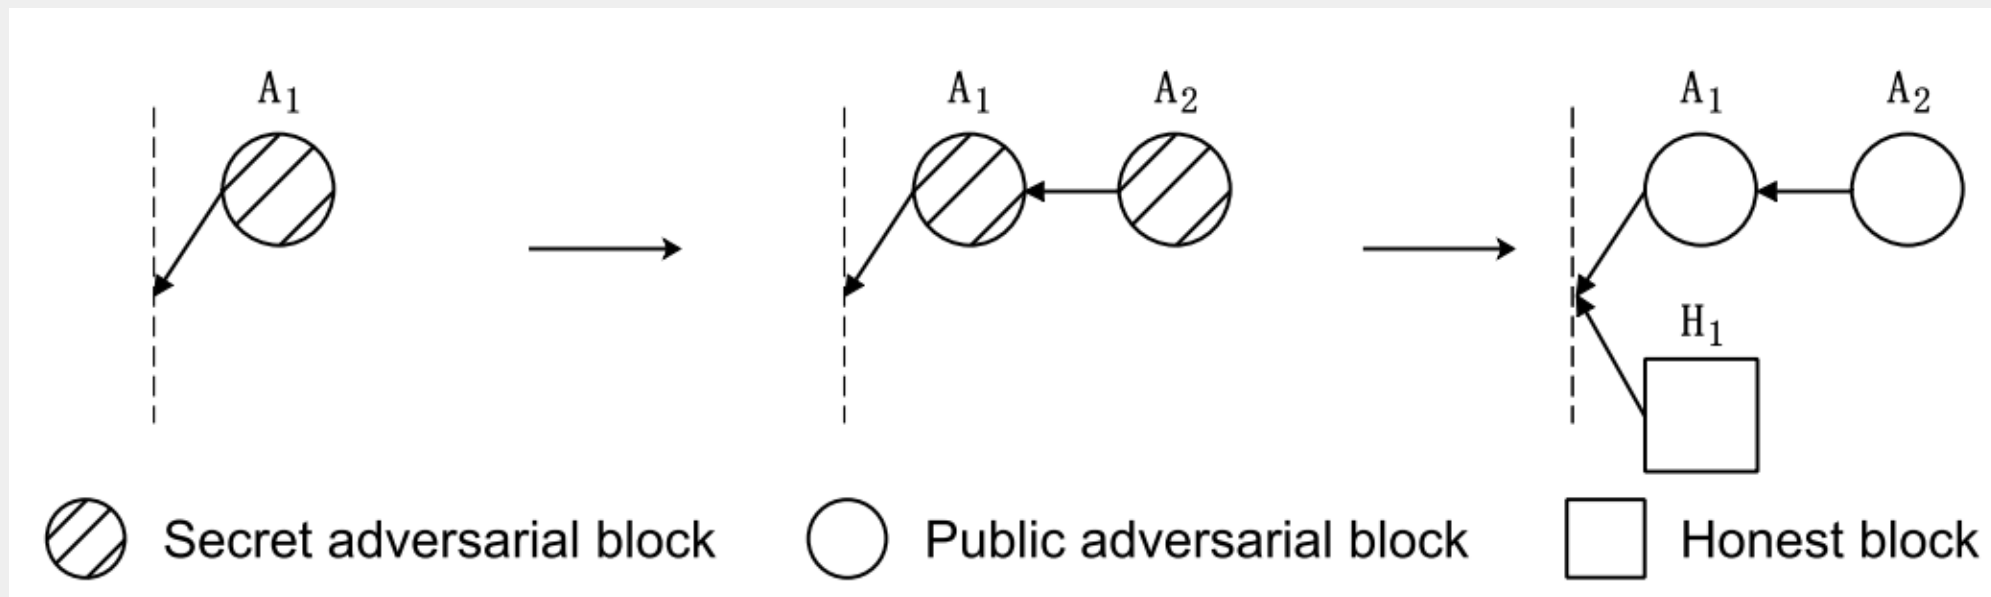 A1
A1 A2
A1 A2
H1
Secret adversarial block
Public adversarial block
Honest block